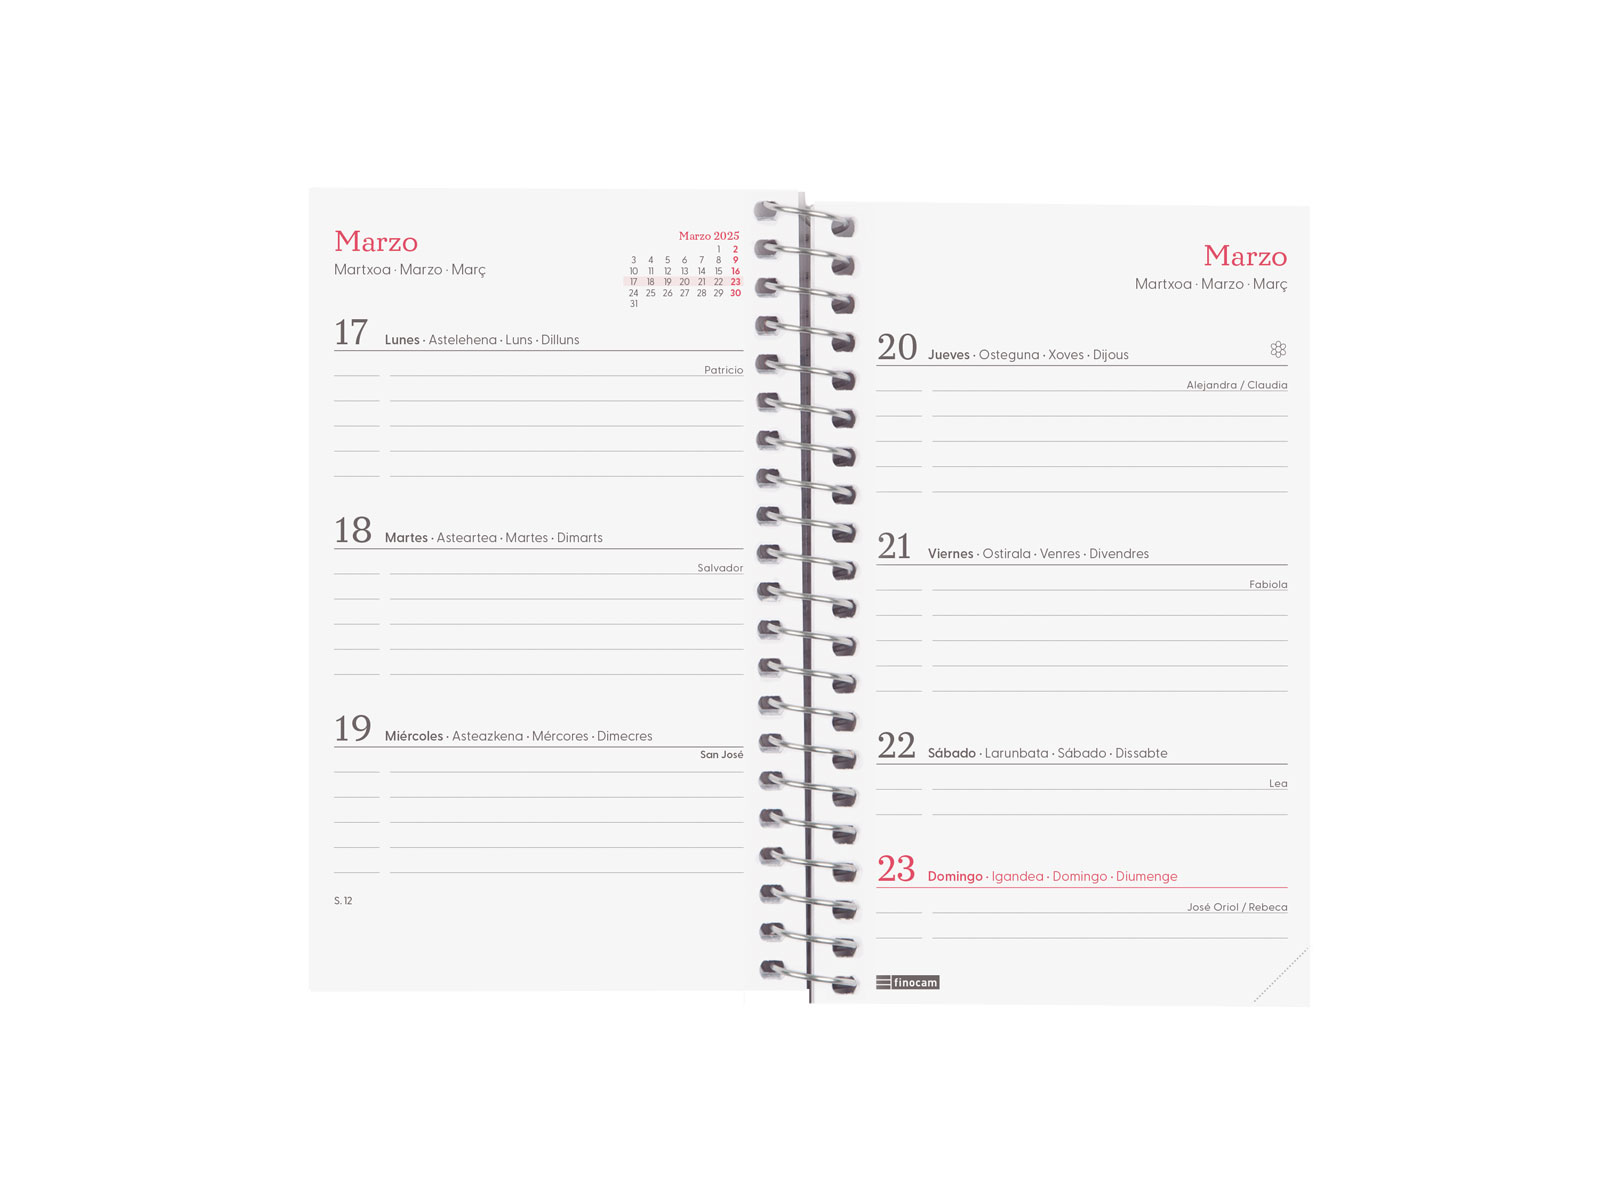 Marzo
Martxoa · Marzo · Març
Marzo 2025
1 2
3 4 5 6 7 8 9
10 11 12 13 14 15 16
17 18 19 20 21 22 23
24 25 26 27 28 29 30
31
17 Lunes · Astelehena · Luns · Dilluns
Patricio
18 Martes · Asteartea · Martes · Dimarts
Salvador
19 Miércoles · Asteazkena · Mércores · Dimecres
San José
S. 12
Marzo
Martxoa · Marzo · Març
20 Jueves · Osteguna · Xoves · Dijous
Alejandra / Claudia
21 Viernes · Ostirala · Venres · Divendres
Fabiola
22 Sábado · Larunbata · Sábado · Dissabte
Lea
23 Domingo · Igandea · Domingo · Diumenge
José Oriol / Rebeca
finocam